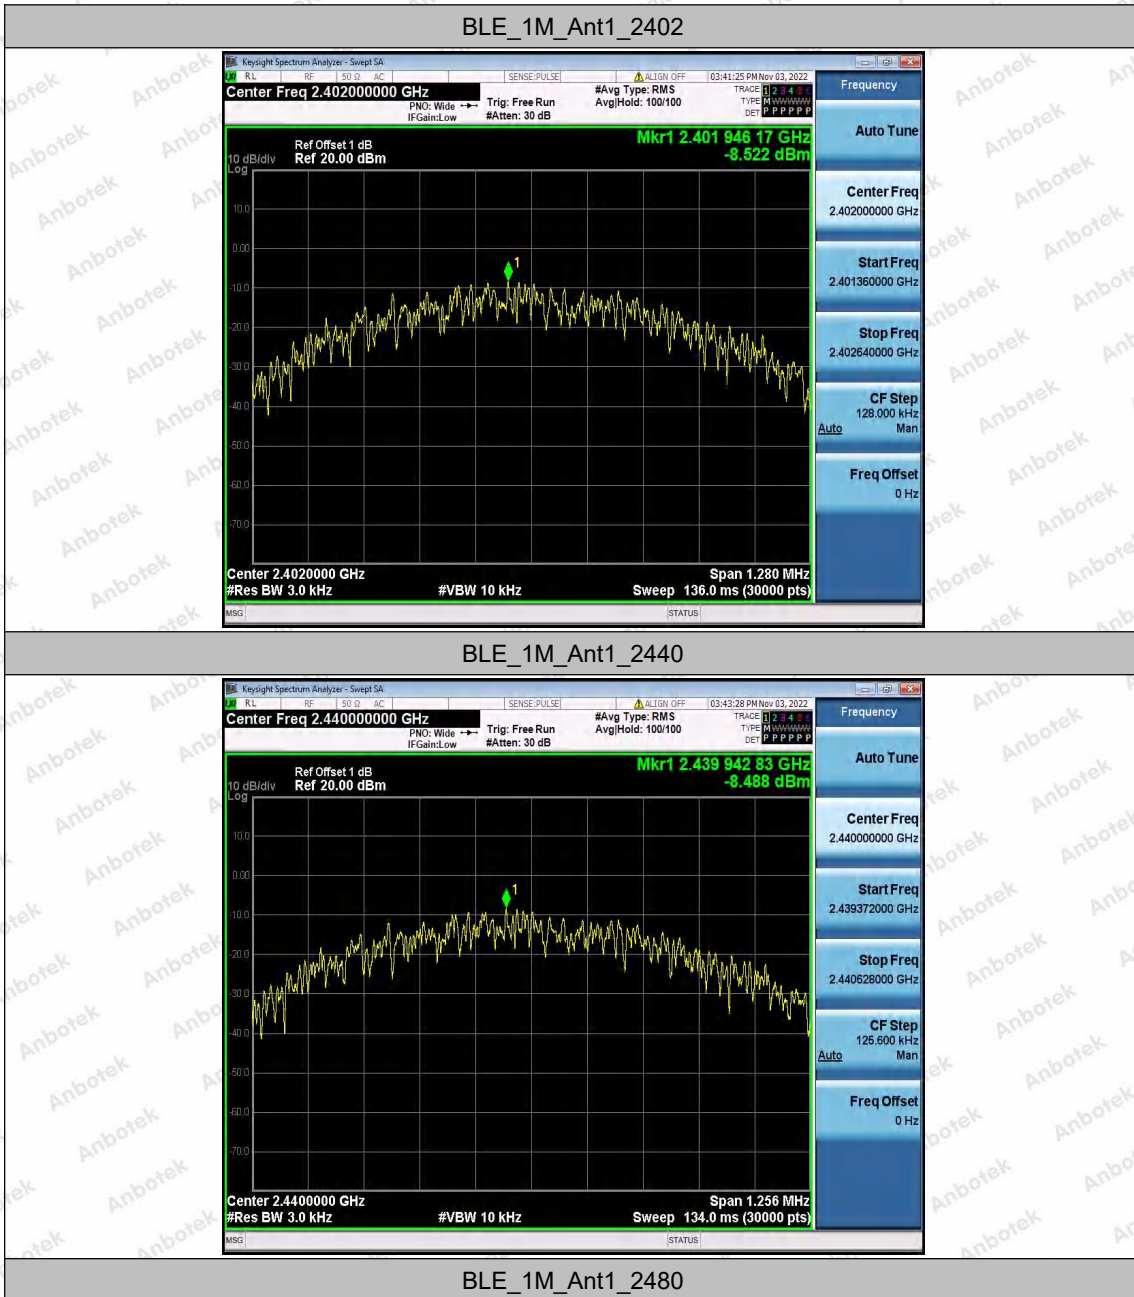 BLE_1M_Ant1_2402
Keysight Spectrum Analyzer - Swept SA
RL RF 50 Ω AC SENSE:PULSE ALIGN OFF 03:41:25 PM Nov 03, 2022
Center Freq 2.402000000 GHz
PNO: Wide
IFGain:Low
Trig: Free Run
#Atten: 30 dB
#Avg Type: RMS
Avg|Hold: 100/100
TRACE 1 2 3 4 5 6
TYPE M WWWWW
DET P P P P P P
Frequency
Mkr1 2.401 946 17 GHz
-8.522 dBm
Ref Offset 1 dB
10 dB/div Ref 20.00 dBm
Log
10.0
0.00
-10.0
-20.0
-30.0
-40.0
-50.0
-60.0
-70.0
1
Center 2.4020000 GHz Span 1.280 MHz
#Res BW 3.0 kHz #VBW 10 kHz Sweep 136.0 ms (30000 pts)
MSG STATUS
Auto Tune
Center Freq
2.402000000 GHz
Start Freq
2.401360000 GHz
Stop Freq
2.402640000 GHz
CF Step
128.000 kHz
Auto Man
Freq Offset
0 Hz
BLE_1M_Ant1_2440
Keysight Spectrum Analyzer - Swept SA
RL RF 50 Ω AC SENSE:PULSE ALIGN OFF 03:43:28 PM Nov 03, 2022
Center Freq 2.440000000 GHz
PNO: Wide
IFGain:Low
Trig: Free Run
#Atten: 30 dB
#Avg Type: RMS
Avg|Hold: 100/100
TRACE 1 2 3 4 5 6
TYPE M WWWWW
DET P P P P P P
Frequency
Mkr1 2.439 942 83 GHz
-8.488 dBm
Ref Offset 1 dB
10 dB/div Ref 20.00 dBm
Log
10.0
0.00
-10.0
-20.0
-30.0
-40.0
-50.0
-60.0
-70.0
1
Center 2.4400000 GHz Span 1.256 MHz
#Res BW 3.0 kHz #VBW 10 kHz Sweep 134.0 ms (30000 pts)
MSG STATUS
Auto Tune
Center Freq
2.440000000 GHz
Start Freq
2.439372000 GHz
Stop Freq
2.440628000 GHz
CF Step
125.600 kHz
Auto Man
Freq Offset
0 Hz
BLE_1M_Ant1_2480
Anbotek